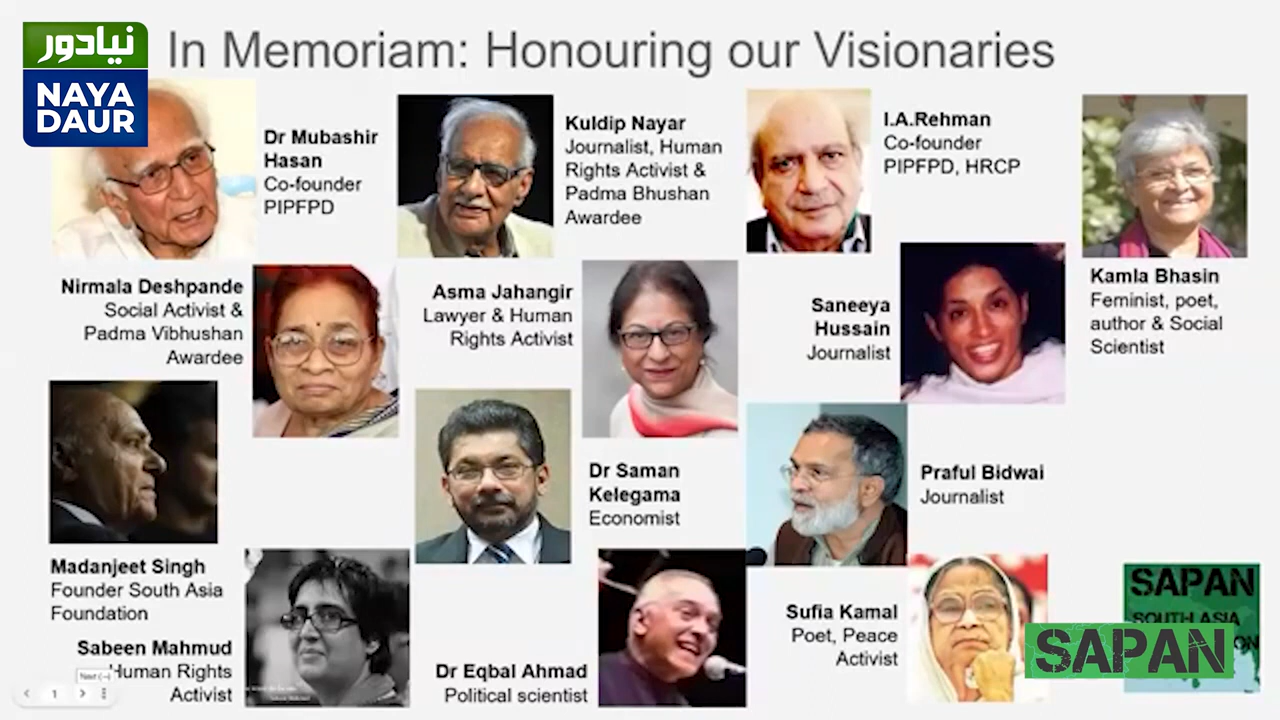 نیادور
NAYA
DAUR
In Memoriam: Honouring our Visionaries
Dr Mubashir
Hasan
Co-founder
PIPFPD
Kuldip Nayar
Journalist, Human
Rights Activist &
Padma Bhushan
Awardee
I.A.Rehman
Co-founder
PIPFPD, HRCP
Kamla Bhasin
Feminist, poet,
author & Social
Scientist
Nirmala Deshpande
Social Activist &
Padma Vibhushan
Awardee
Asma Jahangir
Lawyer & Human
Rights Activist
Saneeya
Hussain
Journalist
Madanjeet Singh
Founder South Asia
Foundation
Dr Saman
Kelegama
Economist
Praful Bidwai
Journalist
Sabeen Mahmud
Human Rights
Activist
Dr Eqbal Ahmad
Political scientist
Sufia Kamal
Poet, Peace
Activist
SAPAN
SOUTH ASIA
ON
SAPAN
1
Next (→)